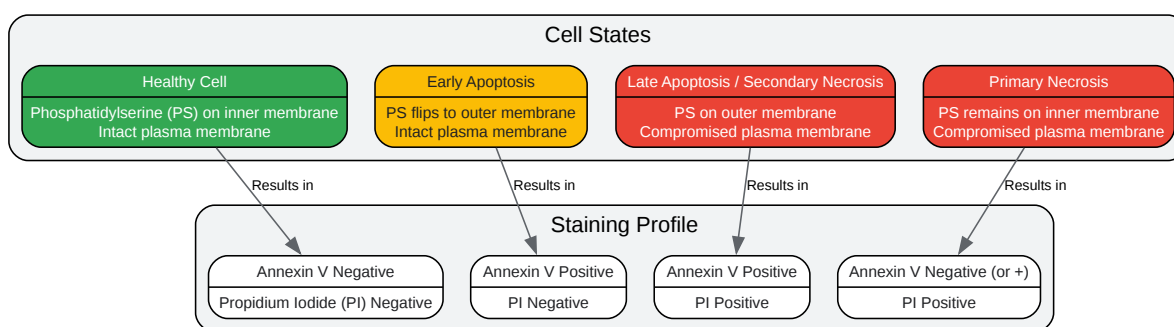 Cell States
Healthy Cell
Phosphatidylserine (PS) on inner membrane
Intact plasma membrane
Early Apoptosis
PS flips to outer membrane
Intact plasma membrane
Late Apoptosis / Secondary Necrosis
PS on outer membrane
Compromised plasma membrane
Primary Necrosis
PS remains on inner membrane
Compromised plasma membrane
Results in
Results in
Results in
Results in
Staining Profile
Annexin V Negative
Propidium Iodide (PI) Negative
Annexin V Positive
PI Negative
Annexin V Positive
PI Positive
Annexin V Negative (or +)
PI Positive